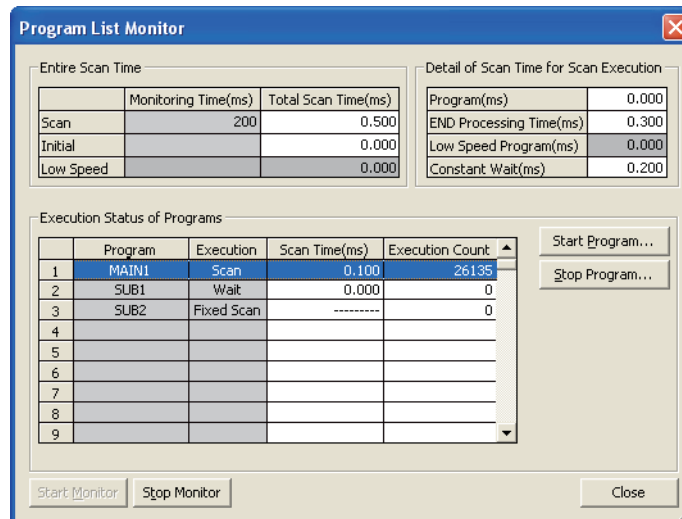 Program List Monitor
Entire Scan Time
Monitoring Time(ms) Total Scan Time(ms)
Scan 200 0.500
Initial 0.000
Low Speed 0.000
Detail of Scan Time for Scan Execution
Program(ms) 0.000
END Processing Time(ms) 0.300
Low Speed Program(ms) 0.000
Constant Wait(ms) 0.200
Execution Status of Programs
Program Execution Scan Time(ms) Execution Count
1 MAIN1 Scan 0.100 26135
2 SUB1 Wait 0.000 0
3 SUB2 Fixed Scan --------- 0
4
5
6
7
8
9
Start Program...
Stop Program...
Start Monitor Stop Monitor Close